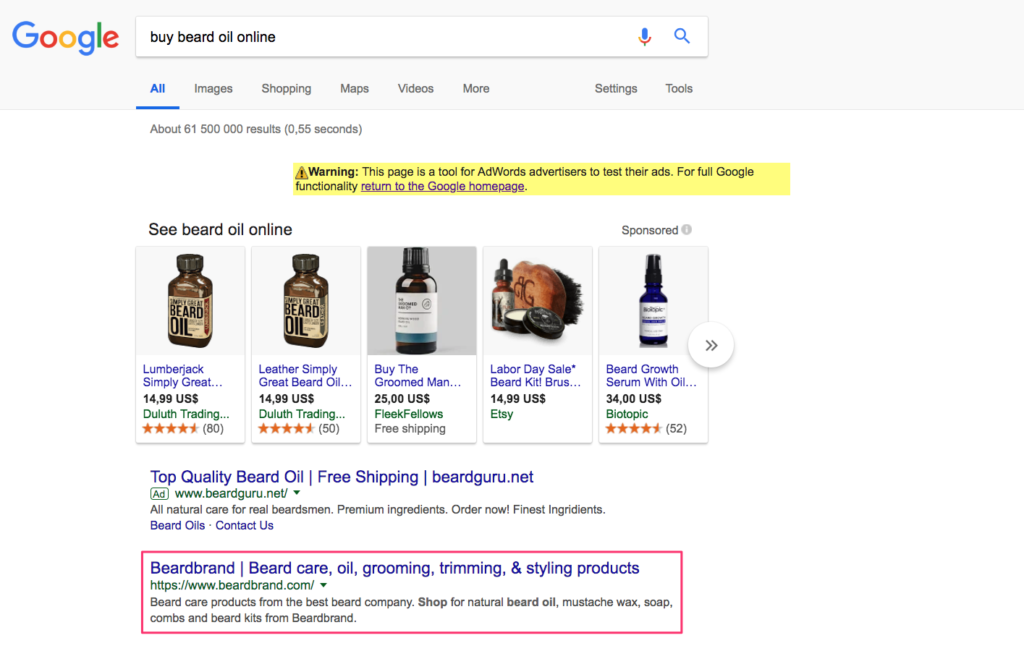 Google
buy beard oil online
All Images Shopping Maps Videos More Settings Tools
About 61 500 000 results (0,55 seconds)
Warning: This page is a tool for AdWords advertisers to test their ads. For full Google
functionality return to the Google homepage.
See beard oil online
Sponsored
SIMPLY GREAT
BEARD
OIL
SIMPLY GREAT
BEARD
OIL
THE
GROOMED
MAN CO
biotopic
Lumberjack
Simply Great...
14,99 US$
Duluth Trading...
(80)
Leather Simply
Great Beard Oil...
14,99 US$
Duluth Trading...
(50)
Buy The
Groomed Man...
25,00 US$
FleekFellows
Free shipping
Labor Day Sale*
Beard Kit! Brus...
14,99 US$
Etsy
Beard Growth
Serum With Oil...
34,00 US$
Biotopic
(52)
Top Quality Beard Oil | Free Shipping | beardguru.net
Ad www.beardguru.net/
All natural care for real beardsmen. Premium ingredients. Order now! Finest Ingridients.
Beard Oils · Contact Us
Beardbrand | Beard care, oil, grooming, trimming, & styling products
https://www.beardbrand.com/
Beard care products from the best beard company. Shop for natural beard oil, mustache wax, soap,
combs and beard kits from Beardbrand.